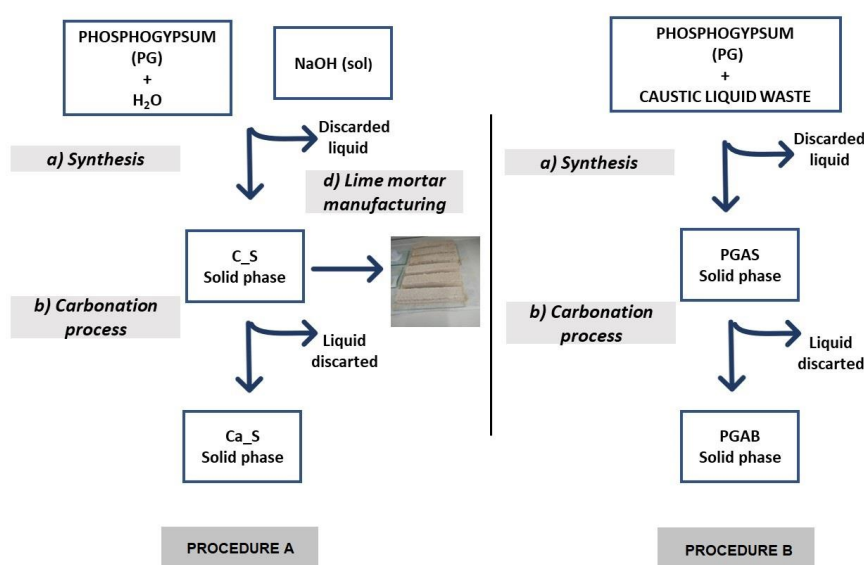 PHOSPHOGYPSUM
(PG)
+
H₂O
NaOH (sol)
Discarded
liquid
a) Synthesis
d) Lime mortar
manufacturing
C_S
Solid phase
b) Carbonation
process
Liquid
discarted
Ca_S
Solid phase
PROCEDURE A
PHOSPHOGYPSUM
(PG)
+
CAUSTIC LIQUID WASTE
a) Synthesis
Discarded
liquid
PGAS
Solid phase
b) Carbonation
process
Liquid
discarted
PGAB
Solid phase
PROCEDURE B